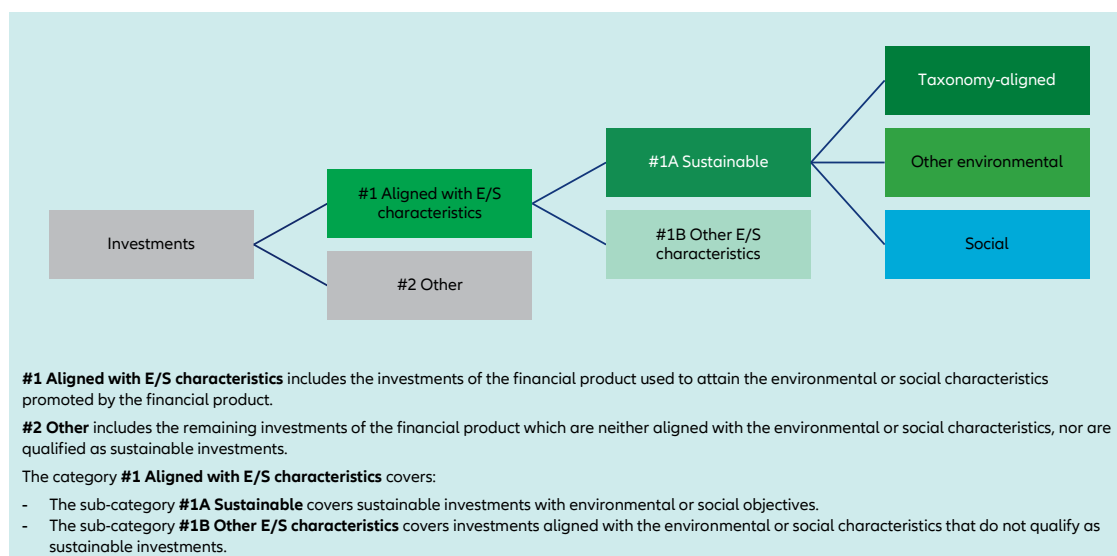 Taxonomy-aligned
#1A Sustainable
Other environmental
#1 Aligned with E/S
characteristics
Investments
#1B Other E/S
characteristics
Social
#2 Other
#1 Aligned with E/S characteristics includes the investments of the financial product used to attain the environmental or social characteristics
promoted by the financial product.
#2 Other includes the remaining investments of the financial product which are neither aligned with the environmental or social characteristics, nor are
qualified as sustainable investments.
The category #1 Aligned with E/S characteristics covers:
- The sub-category #1A Sustainable covers sustainable investments with environmental or social objectives.
- The sub-category #1B Other E/S characteristics covers investments aligned with the environmental or social characteristics that do not qualify as
sustainable investments.